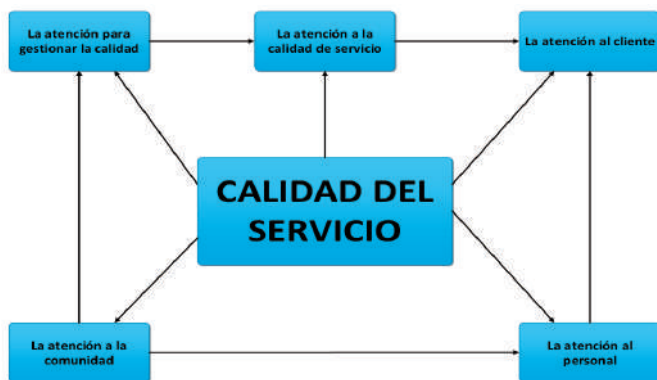 La atención para
gestionar la calidad
La atención a la
calidad de servicio
La atención al cliente
CALIDAD DEL
SERVICIO
La atención a la
comunidad
La atención al
personal